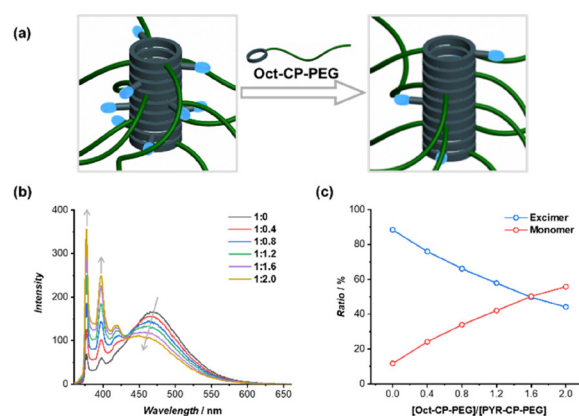 (a)
Oct-CP-PEG
(b)
400
300
200
100
0
Intensity
1:0
1:0.4
1:0.8
1:1.2
1:1.6
1:2.0
400 450 500 550 600 650
Wavelength / nm
(c)
100
80
60
40
20
0
Ratio / %
Excimer
Monomer
0.0 0.4 0.8 1.2 1.6 2.0
[Oct-CP-PEG]/[PYR-CP-PEG]